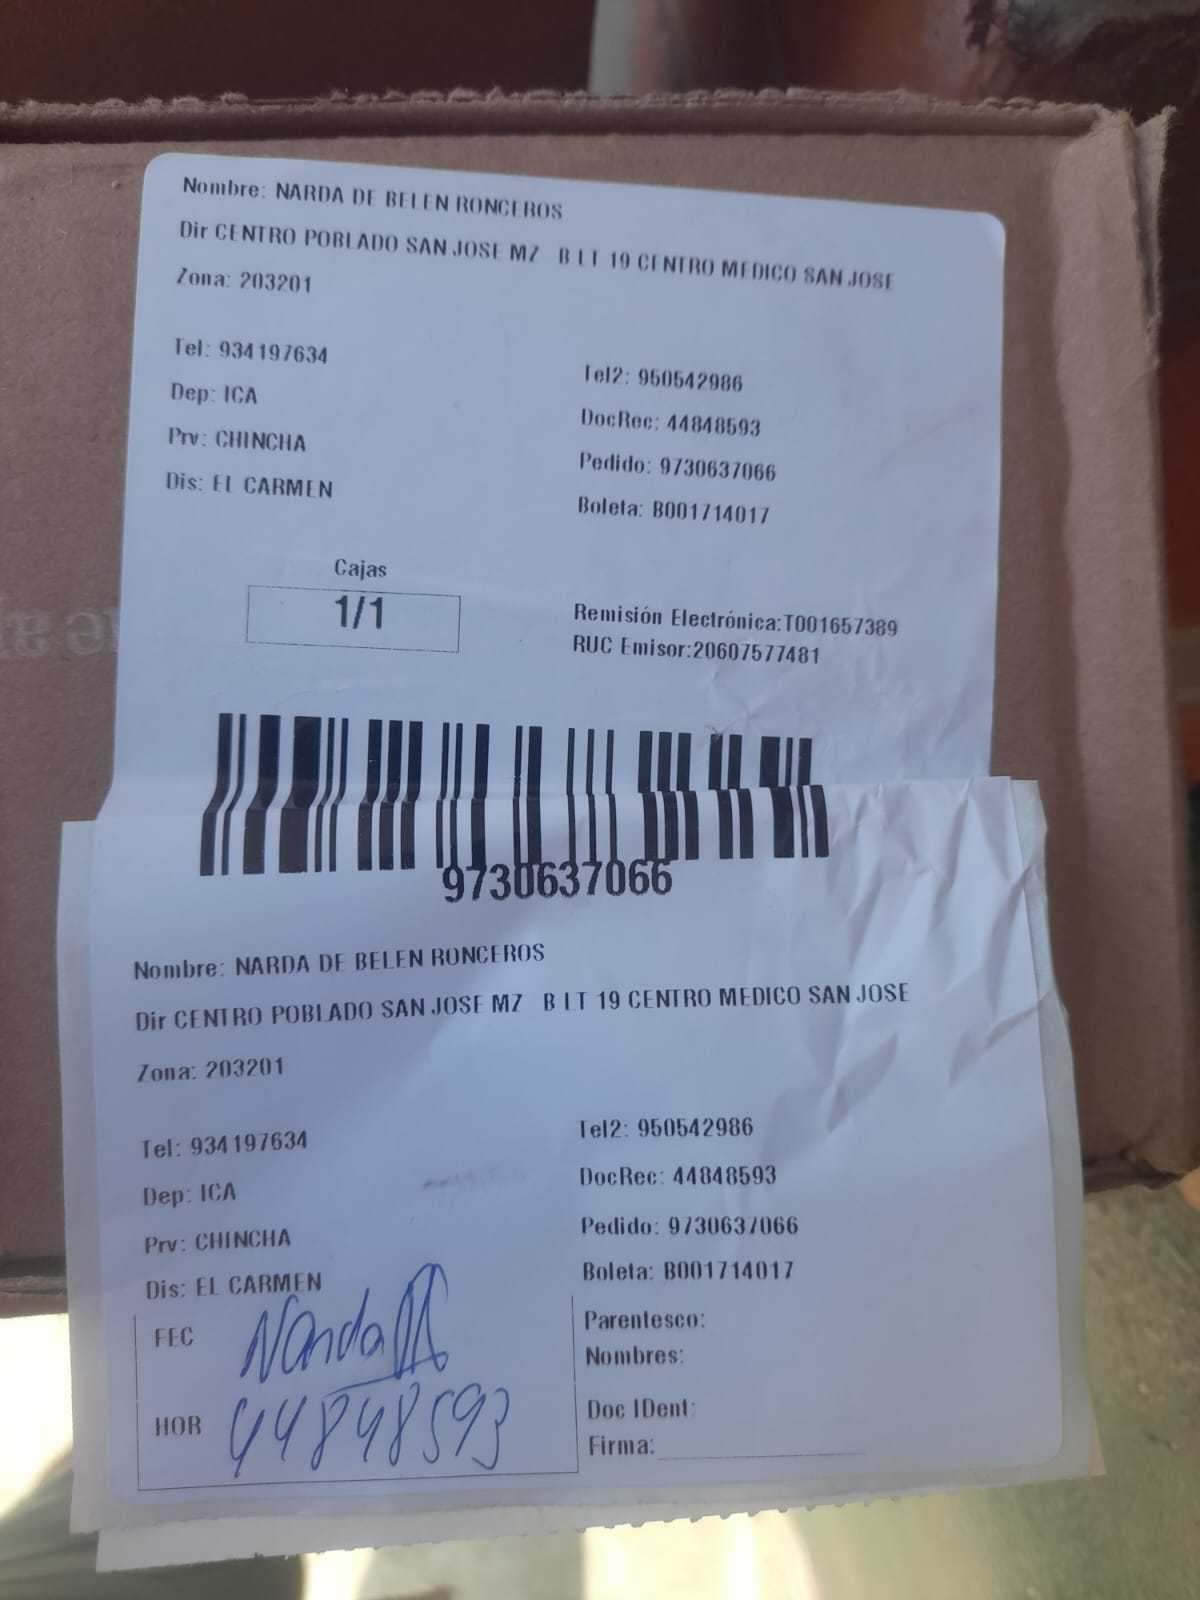 Nombre: NARDA DE BELEN RONCEROS
Dir CENTRO POBLADO SAN JOSE MZ B LT 19 CENTRO MEDICO SAN JOSE
Zona: 203201
Tel: 934197634
Tel2: 950542986
Dep: ICA
DocRec: 44848593
Prv: CHINCHA
Pedido: 9730637066
Dis: EL CARMEN
Boleta: B001714017
Cajas
1/1
Remisión Electrónica:T001657389
RUC Emisor:20607577481
9730637066
Nombre: NARDA DE BELEN RONCEROS
Dir CENTRO POBLADO SAN JOSE MZ B LT 19 CENTRO MEDICO SAN JOSE
Zona: 203201
Tel: 934197634
Tel2: 950542986
Dep: ICA
DocRec: 44848593
Prv: CHINCHA
Pedido: 9730637066
Dis: EL CARMEN
Boleta: B001714017
FEC
Narda
Parentesco:
Nombres:
HOR
44848593
Doc IDent:
Firma: